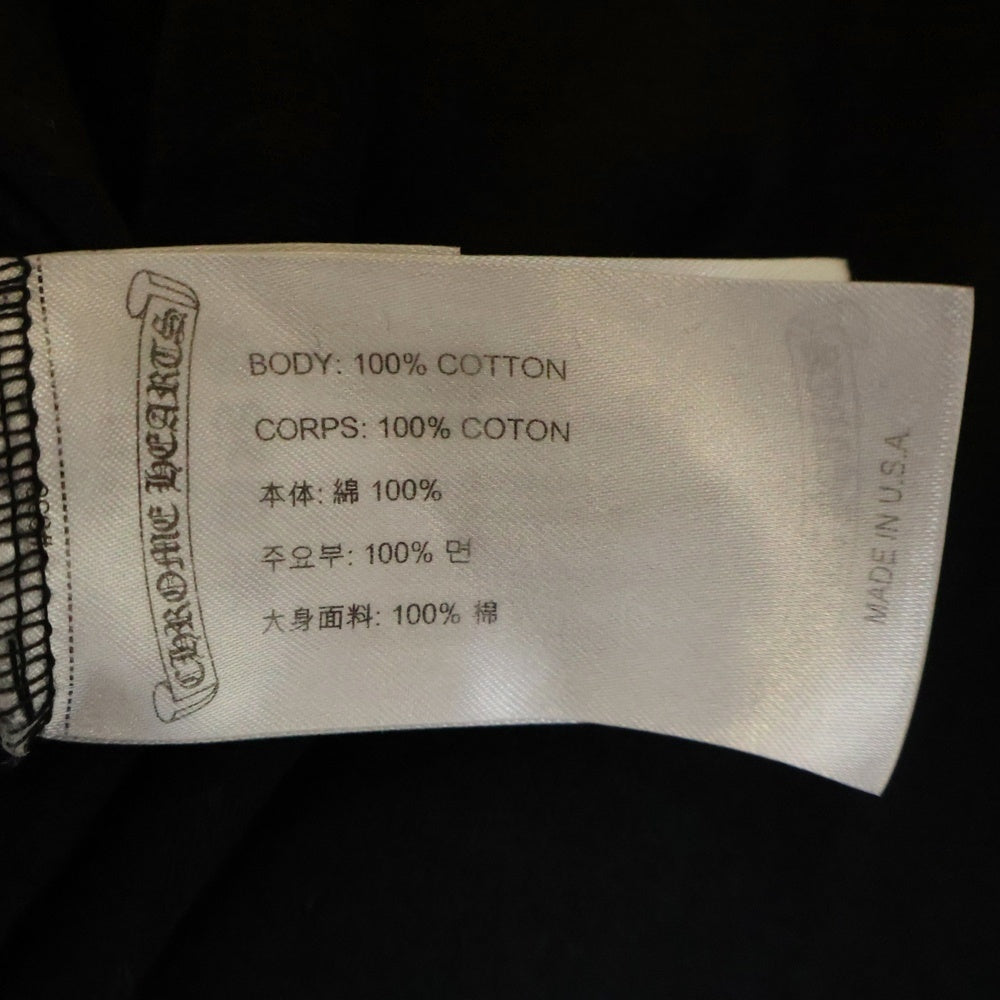 CHROME HEARTS
BODY: 100% COTTON
CORPS: 100% COTON
本体: 綿 100%
주요부: 100% 면
大身面料: 100% 棉
MADE IN U.S.A.